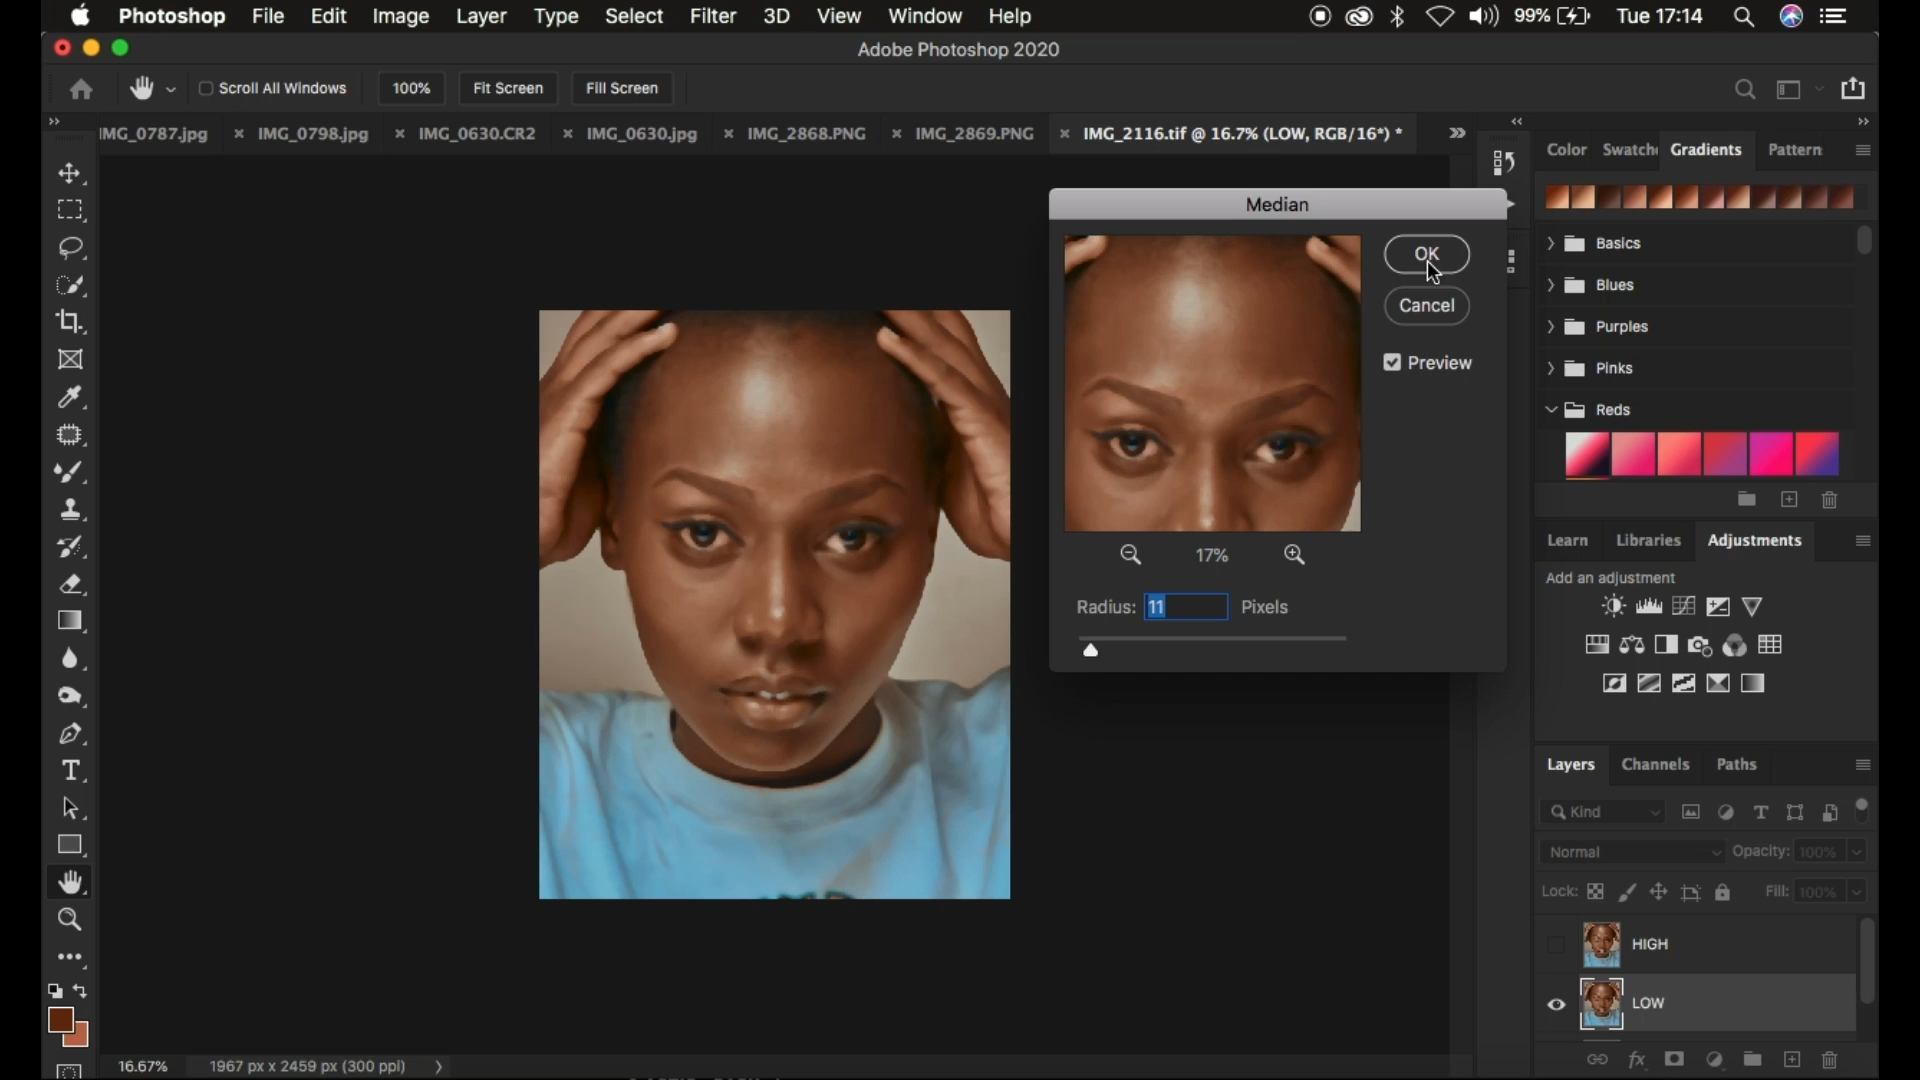 Photoshop File Edit Image Layer Type Select Filter 3D View Window Help 99% Tue 17:14
Adobe Photoshop 2020
Scroll All Windows 100% Fit Screen Fill Screen
IMG_0787.jpg × IMG_0798.jpg × IMG_0630.CR2 × IMG_0630.jpg × IMG_2868.PNG × IMG_2869.PNG × IMG_2116.tif @ 16.7% (LOW, RGB/16*) *
Color Swatche Gradients Pattern
Median
OK
Cancel
Preview
17%
Radius: 11 Pixels
Basics
Blues
Purples
Pinks
Reds
Learn Libraries Adjustments
Add an adjustment
Layers Channels Paths
Kind
Normal Opacity: 100%
Lock: Fill: 100%
HIGH
LOW
fx
16.67% 1967 px x 2459 px (300 ppi)